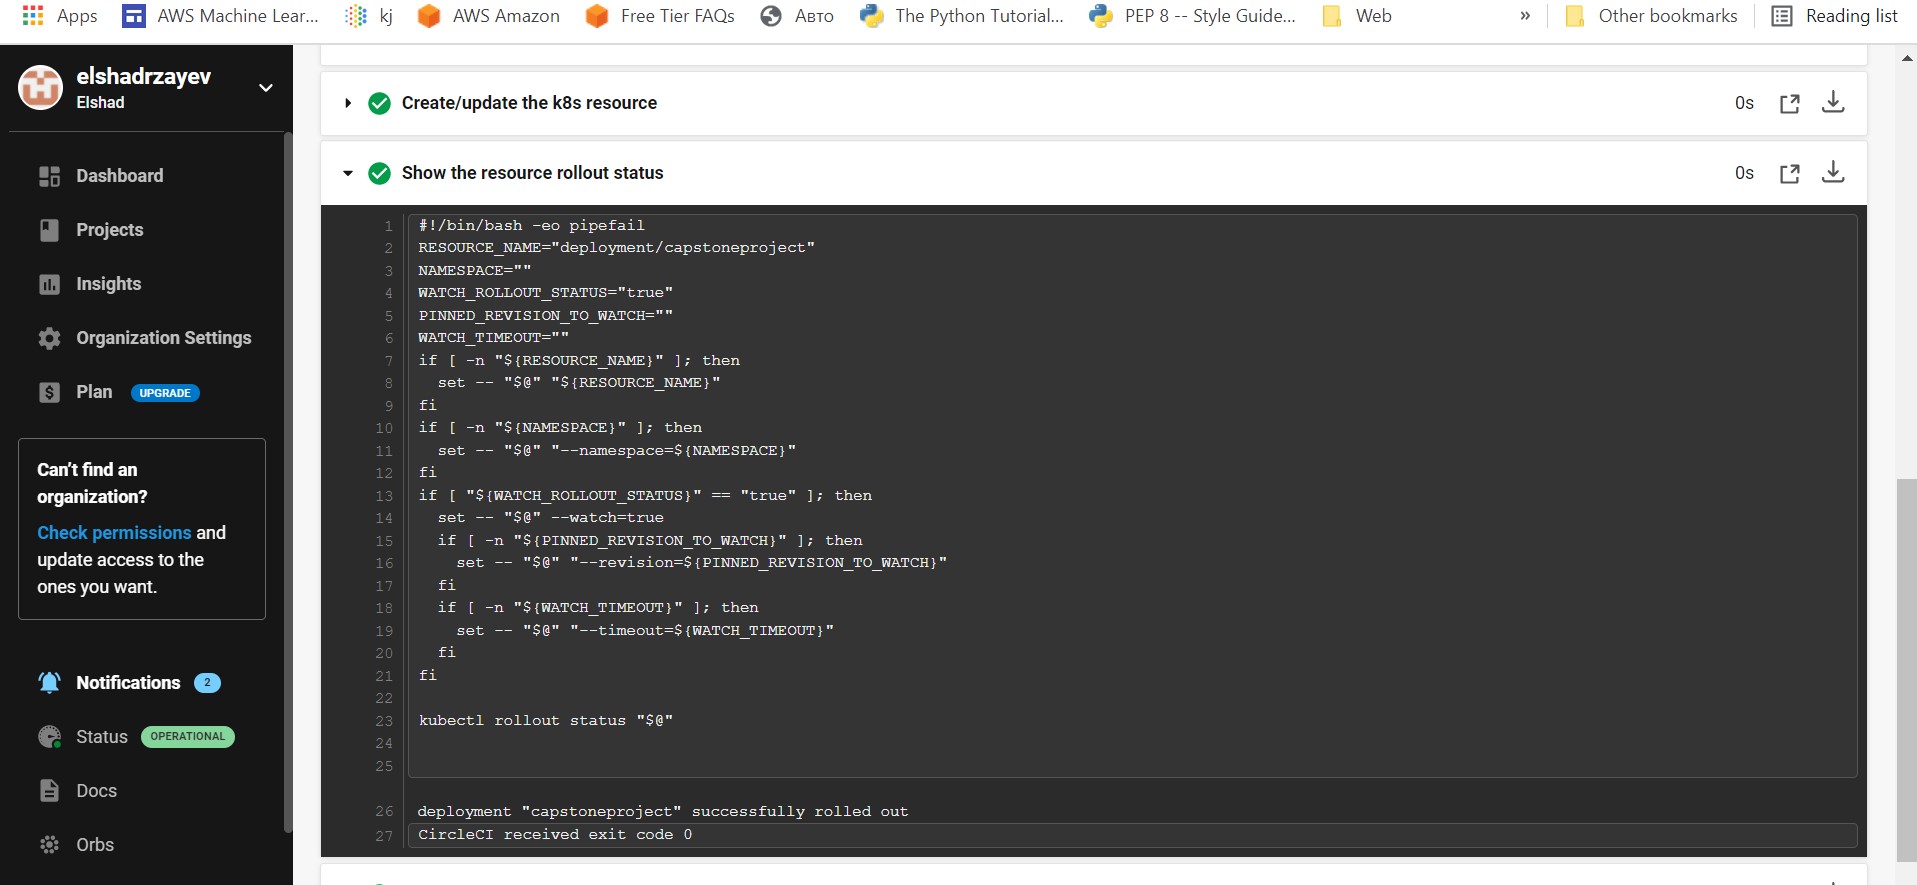 Apps AWS Machine Lear... kj AWS Amazon Free Tier FAQs Авто The Python Tutorial... PEP 8 -- Style Guide... Web » Other bookmarks Reading list
elshadrzayev
Elshad
Dashboard
Projects
Insights
Organization Settings
Plan UPGRADE
Can't find an
organization?
Check permissions and
update access to the
ones you want.
Notifications 2
Status OPERATIONAL
Docs
Orbs
Create/update the k8s resource 0s
Show the resource rollout status 0s
1 #!/bin/bash -eo pipefail
2 RESOURCE_NAME="deployment/capstoneproject"
3 NAMESPACE=""
4 WATCH_ROLLOUT_STATUS="true"
5 PINNED_REVISION_TO_WATCH=""
6 WATCH_TIMEOUT=""
7 if [ -n "${RESOURCE_NAME}" ]; then
8   set -- "$@" "${RESOURCE_NAME}"
9 fi
10 if [ -n "${NAMESPACE}" ]; then
11   set -- "$@" "--namespace=${NAMESPACE}"
12 fi
13 if [ "${WATCH_ROLLOUT_STATUS}" == "true" ]; then
14   set -- "$@" --watch=true
15   if [ -n "${PINNED_REVISION_TO_WATCH}" ]; then
16     set -- "$@" "--revision=${PINNED_REVISION_TO_WATCH}"
17   fi
18   if [ -n "${WATCH_TIMEOUT}" ]; then
19     set -- "$@" "--timeout=${WATCH_TIMEOUT}"
20   fi
21 fi
22
23 kubectl rollout status "$@"
24
25
26 deployment "capstoneproject" successfully rolled out
27 CircleCI received exit code 0